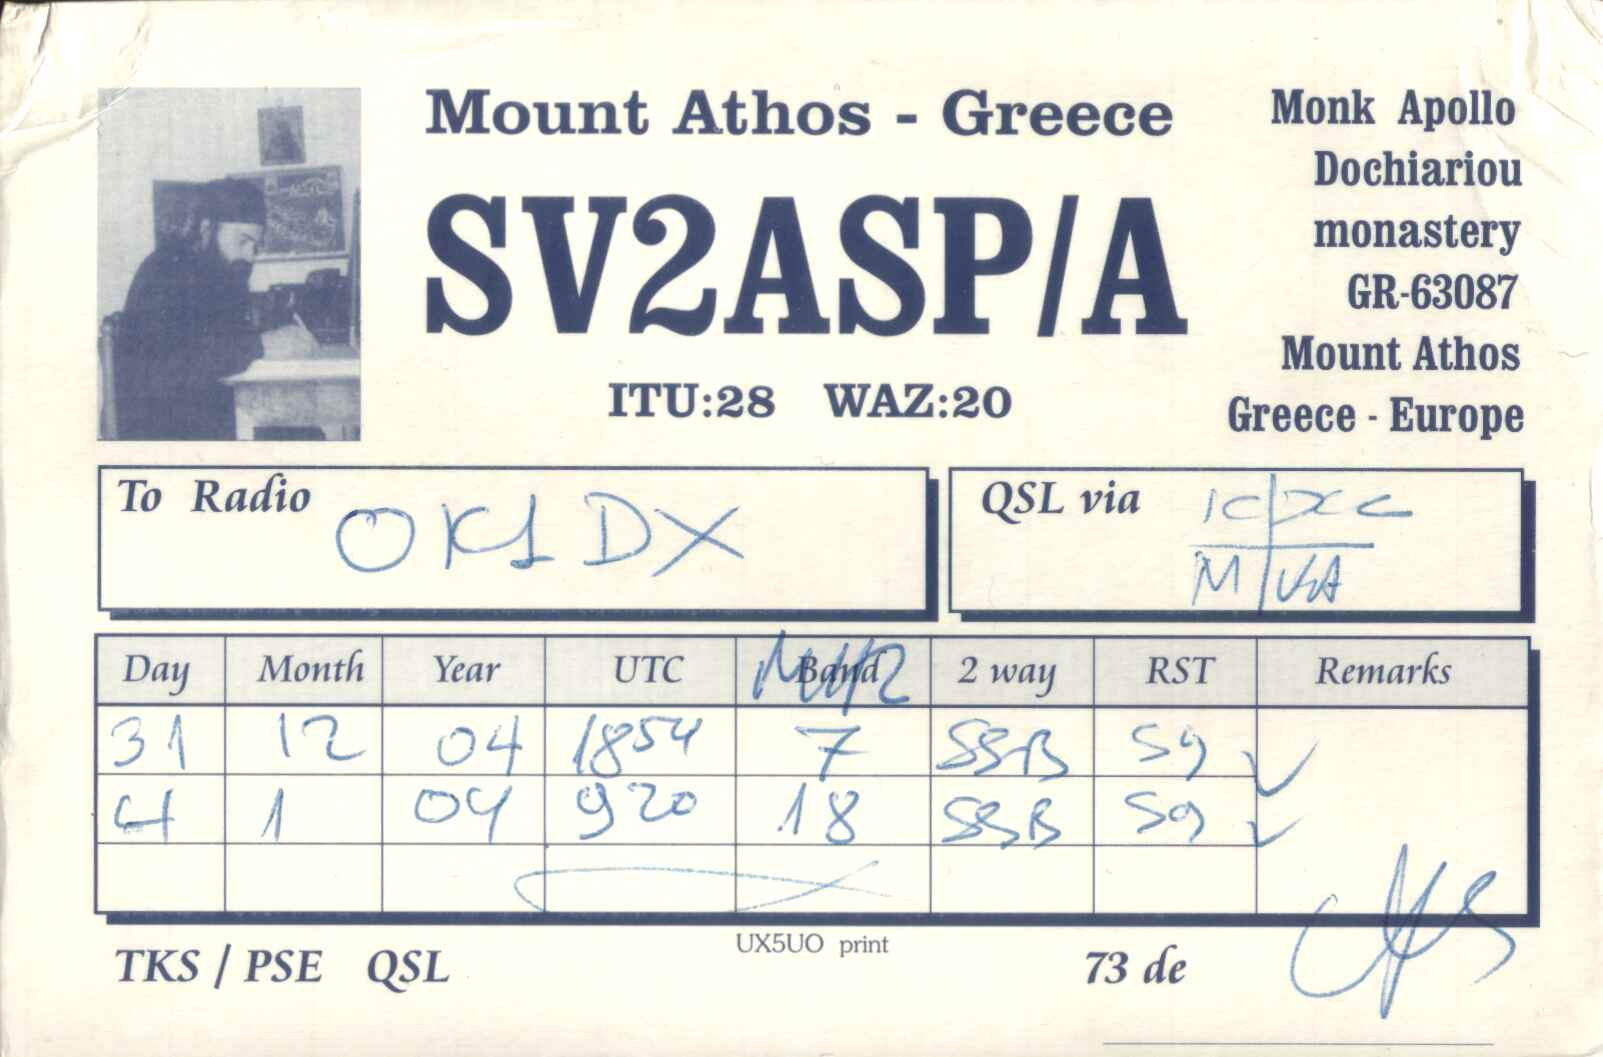 Mount Athos - Greece
SV2ASP/A
ITU:28 WAZ:20
Monk Apollo
Dochiariou
monastery
GR-63087
Mount Athos
Greece - Europe
To Radio OK1DX
QSL via
Day Month Year UTC Band 2 way RST Remarks
31 12 04 1854 7 SSB 59
4 1 04 920 18 SSB 59
UX5UO print
TKS / PSE QSL
73 de